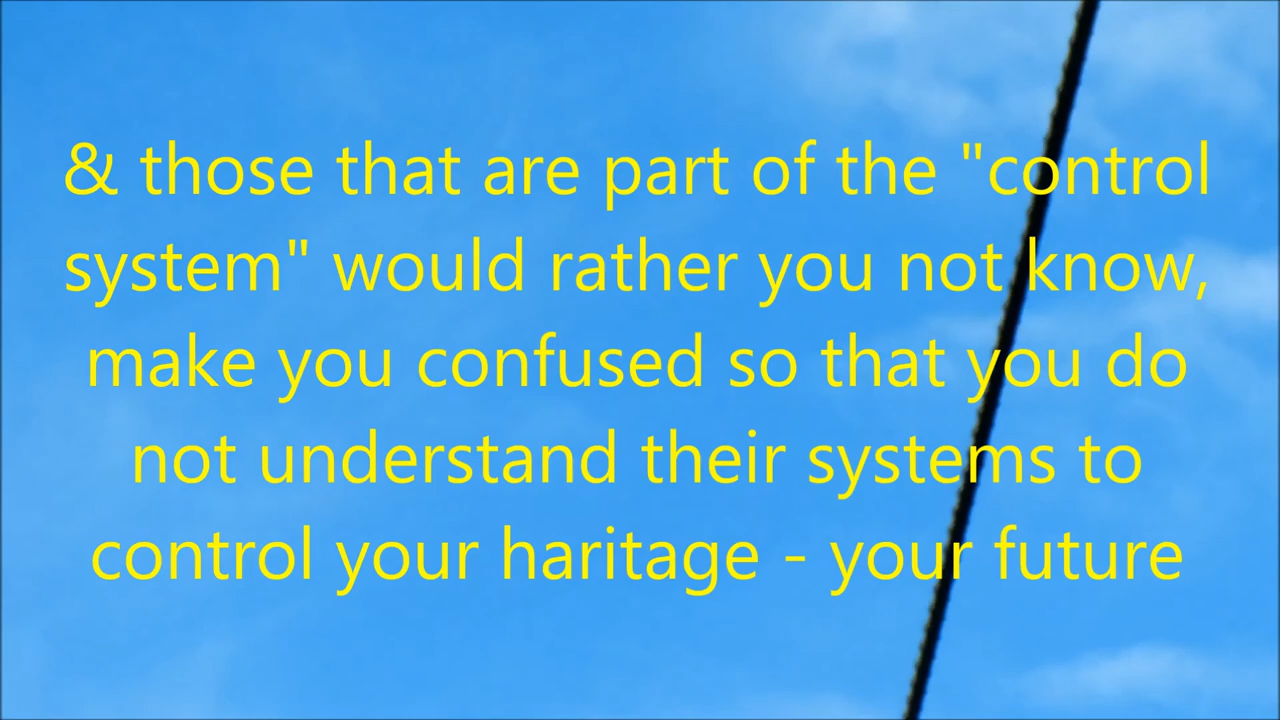 & those that are part of the "control
system" would rather you not know,
make you confused so that you do
not understand their systems to
control your haritage - your future